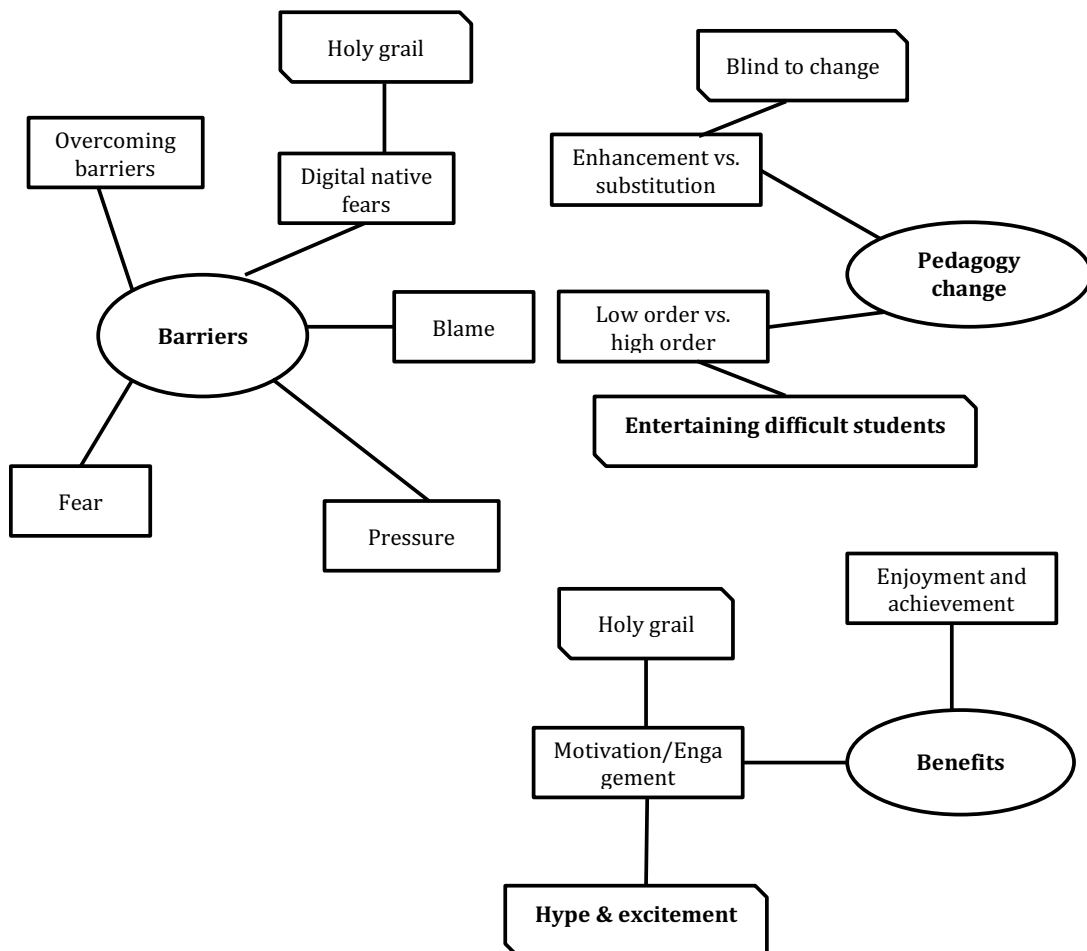 Holy grail
Blind to change
Overcoming
barriers
Enhancement vs.
substitution
Digital native
fears
Pedagogy
change
Barriers
Blame
Low order vs.
high order
Entertaining difficult students
Fear
Pressure
Enjoyment and
achievement
Holy grail
Motivation/Enga
gement
Benefits
Hype & excitement